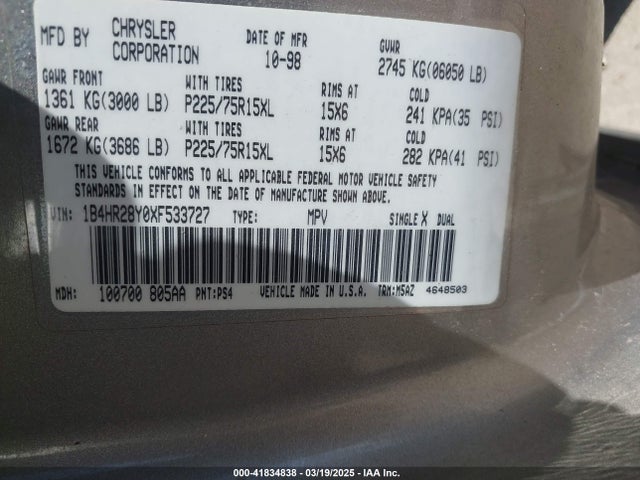 MFD BY CHRYSLER CORPORATION DATE OF MFR 10-98 GVWR 2745 KG(06050 LB)
GAWR FRONT WITH TIRES RIMS AT COLD
1361 KG(3000 LB) P225/75R15XL 15X6 241 KPA(35 PSI)
GAWR REAR WITH TIRES RIMS AT COLD
1672 KG(3686 LB) P225/75R15XL 15X6 282 KPA(41 PSI)
THIS VEHICLE CONFORMS TO ALL APPLICABLE FEDERAL MOTOR VEHICLE SAFETY
STANDARDS IN EFFECT ON THE DATE OF MANUFACTURE SHOWN ABOVE.
VIN: 1B4HR28Y0XF533727 TYPE: MPV SINGLE X DUAL
MDH: 100700 805AA PNT:PS4 VEHICLE MADE IN U.S.A. TRM:M5AZ 4648503
000-41834838 - 03/19/2025 - IAA Inc.